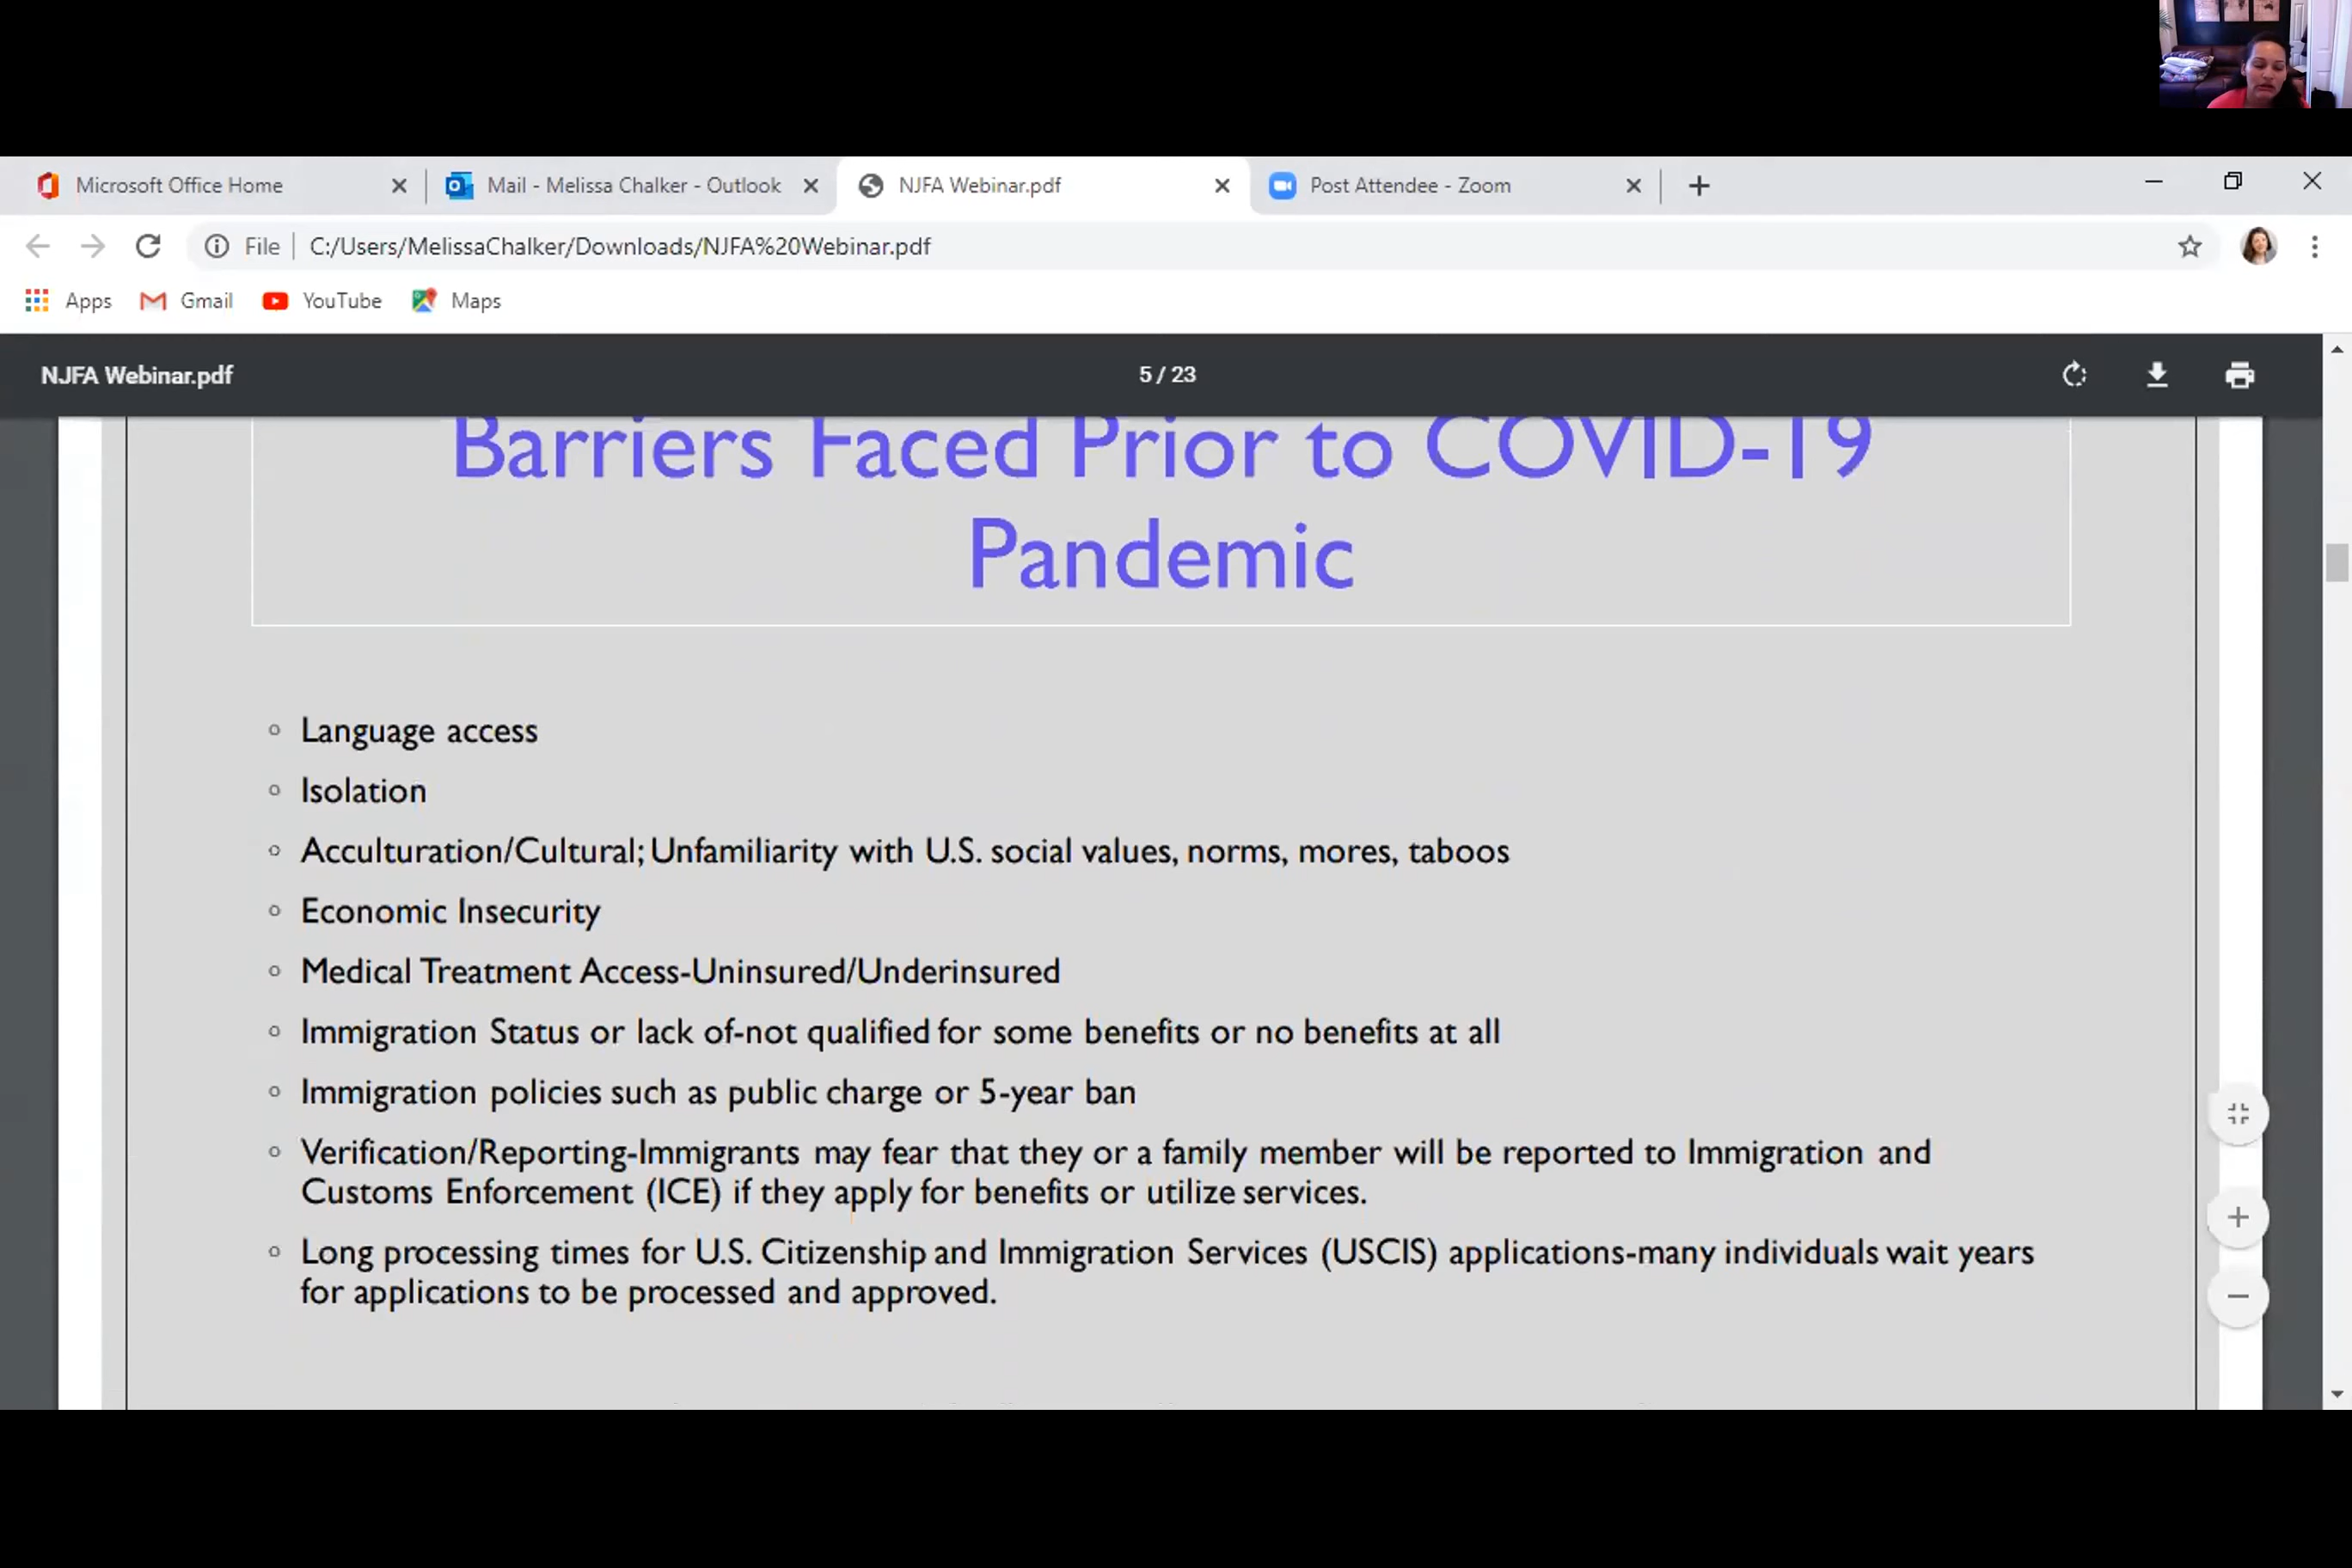 Microsoft Office Home
Mail - Melissa Chalker - Outlook
NJFA Webinar.pdf
Post Attendee - Zoom
File
C:/Users/MelissaChalker/Downloads/NJFA%20Webinar.pdf
Apps
Gmail
YouTube
Maps
NJFA Webinar.pdf
5 / 23
Barriers Faced Prior to COVID-19
Pandemic
Language access
Isolation
Acculturation/Cultural; Unfamiliarity with U.S. social values, norms, mores, taboos
Economic Insecurity
Medical Treatment Access-Uninsured/Underinsured
Immigration Status or lack of-not qualified for some benefits or no benefits at all
Immigration policies such as public charge or 5-year ban
Verification/Reporting-Immigrants may fear that they or a family member will be reported to Immigration and
Customs Enforcement (ICE) if they apply for benefits or utilize services.
Long processing times for U.S. Citizenship and Immigration Services (USCIS) applications-many individuals wait years
for applications to be processed and approved.